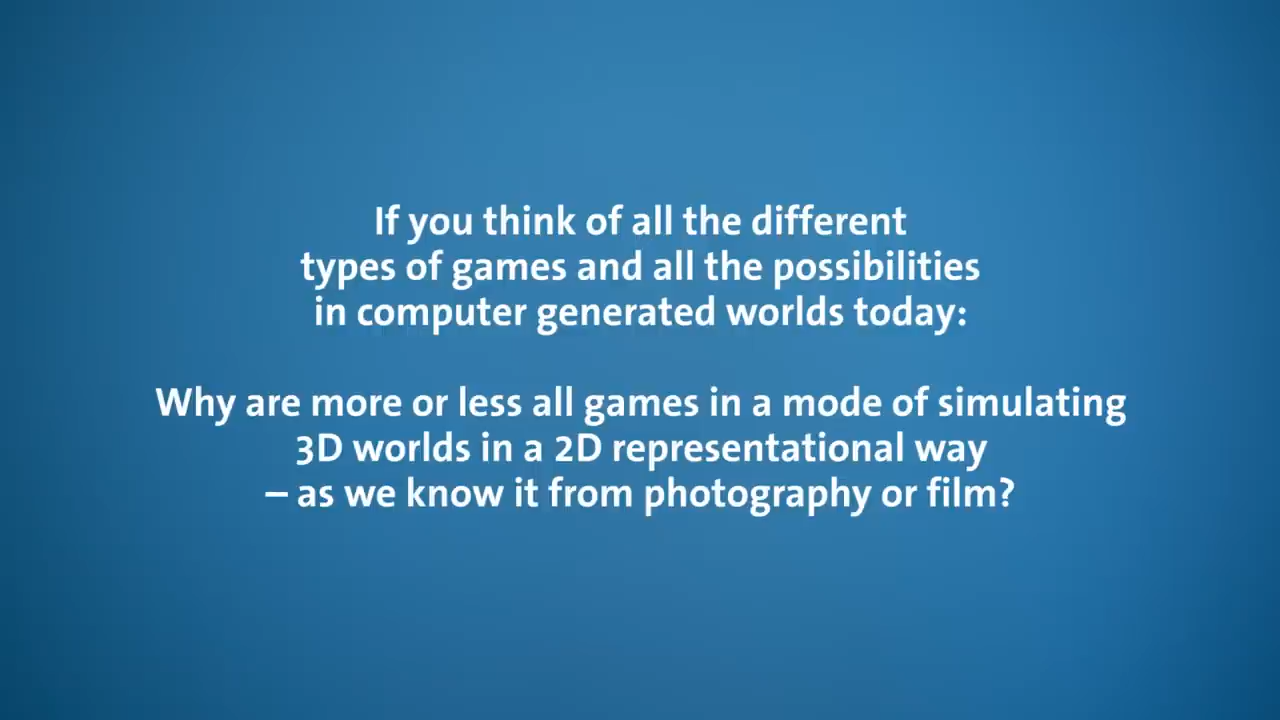 If you think of all the different
types of games and all the possibilities
in computer generated worlds today:
Why are more or less all games in a mode of simulating
3D worlds in a 2D representational way
– as we know it from photography or film?